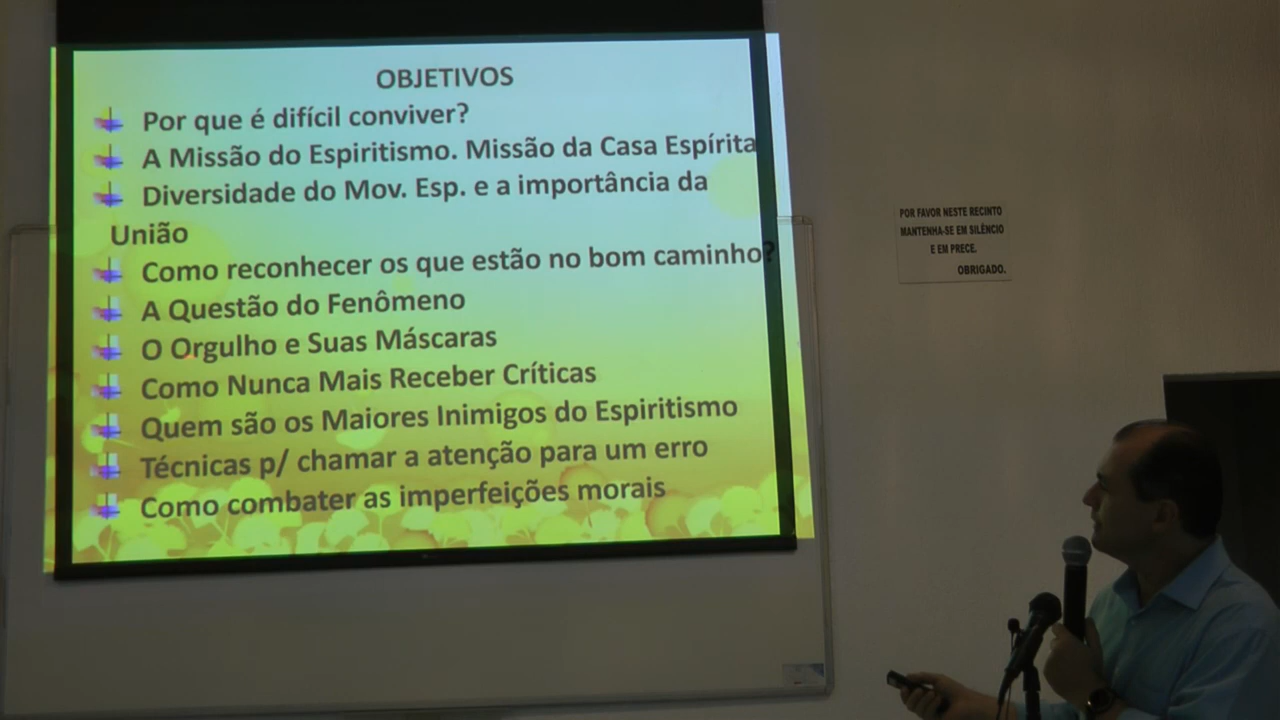 OBJETIVOS
Por que é difícil conviver?
A Missão do Espiritismo. Missão da Casa Espírita
Diversidade do Mov. Esp. e a importância da
União
Como reconhecer os que estão no bom caminho?
A Questão do Fenômeno
O Orgulho e Suas Máscaras
Como Nunca Mais Receber Críticas
Quem são os Maiores Inimigos do Espiritismo
Técnicas p/ chamar a atenção para um erro
Como combater as imperfeições morais
POR FAVOR NESTE RECINTO
MANTENHA-SE EM SILÊNCIO
E EM PRECE.
OBRIGADO.